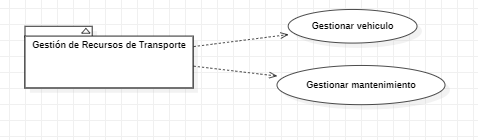 Gestionar vehiculo
Gestión de Recursos de Transporte
Gestionar mantenimiento